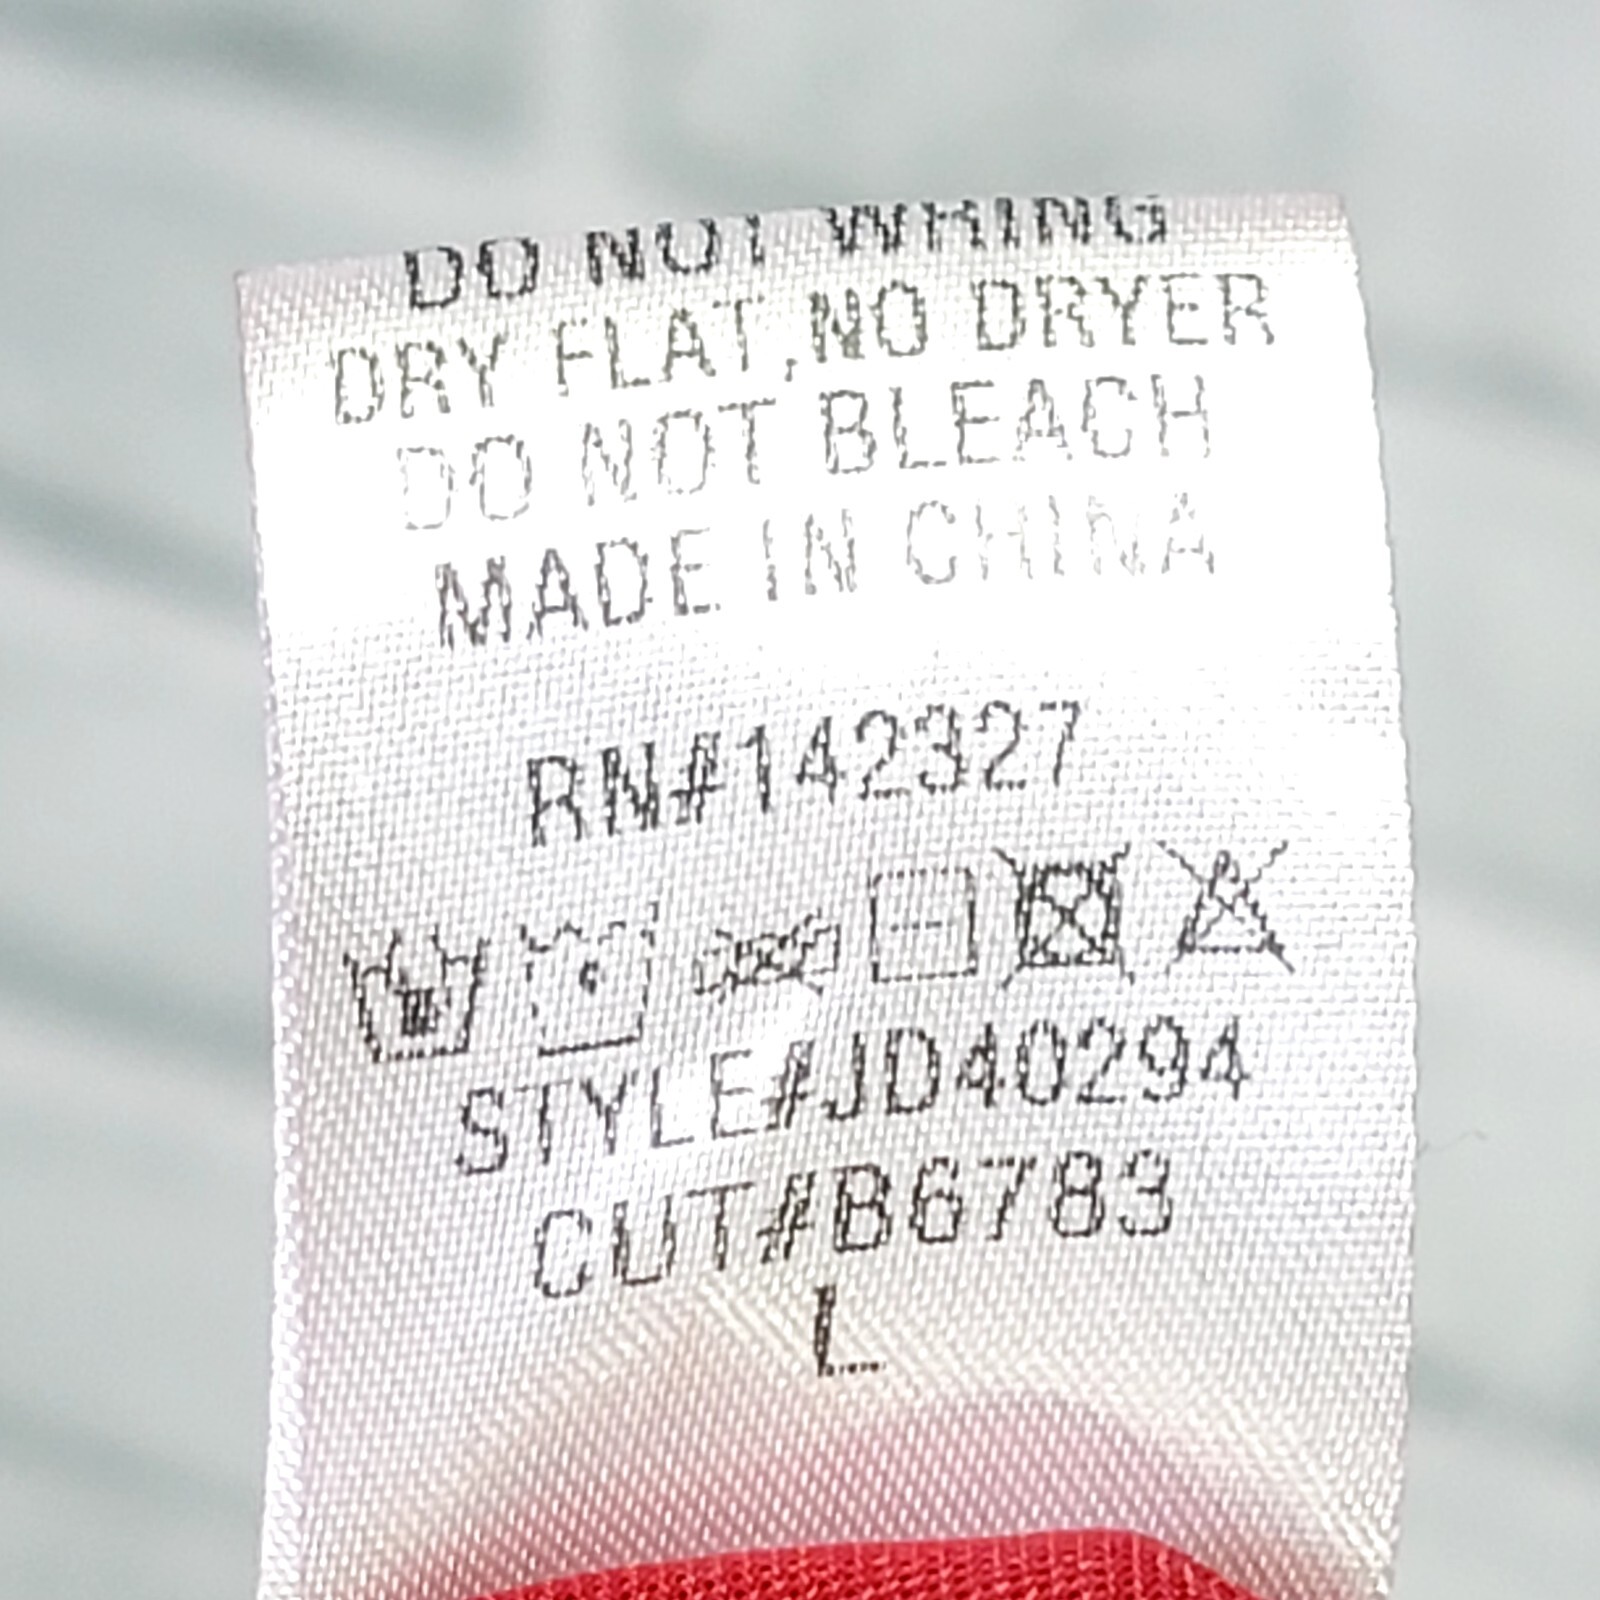 DO NOT WRING
DRY FLAT,NO DRYER
DO NOT BLEACH
MADE IN CHINA
RN#142327
STYLE#JD40294
CUT#B6783
L